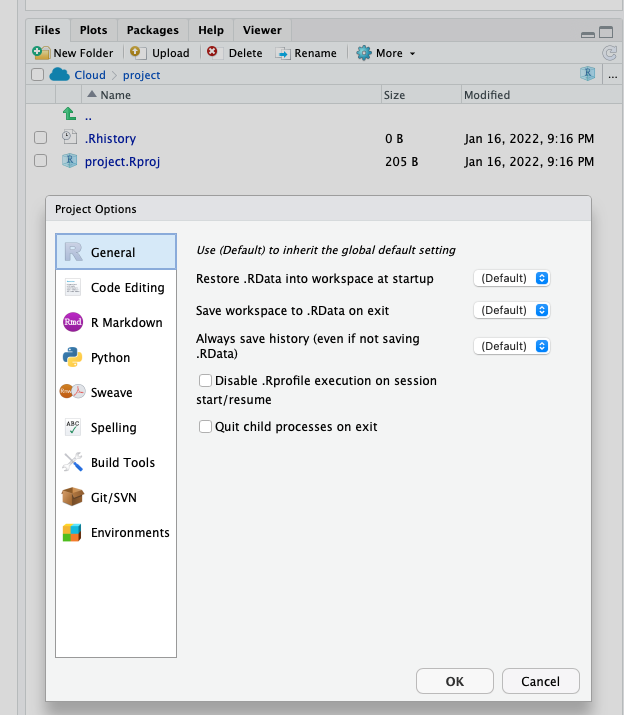 Files Plots Packages Help Viewer
New Folder Upload Delete Rename More
Cloud project R ...
Name Size Modified
..
.Rhistory 0 B Jan 16, 2022, 9:16 PM
R project.Rproj 205 B Jan 16, 2022, 9:16 PM
Project Options
R General
Code Editing
Rmd R Markdown
Python
Rnw Sweave
ABC Spelling
Build Tools
Git/SVN
Environments
Use (Default) to inherit the global default setting
Restore .RData into workspace at startup (Default)
Save workspace to .RData on exit (Default)
Always save history (even if not saving
.RData) (Default)
Disable .Rprofile execution on session
start/resume
Quit child processes on exit
OK Cancel